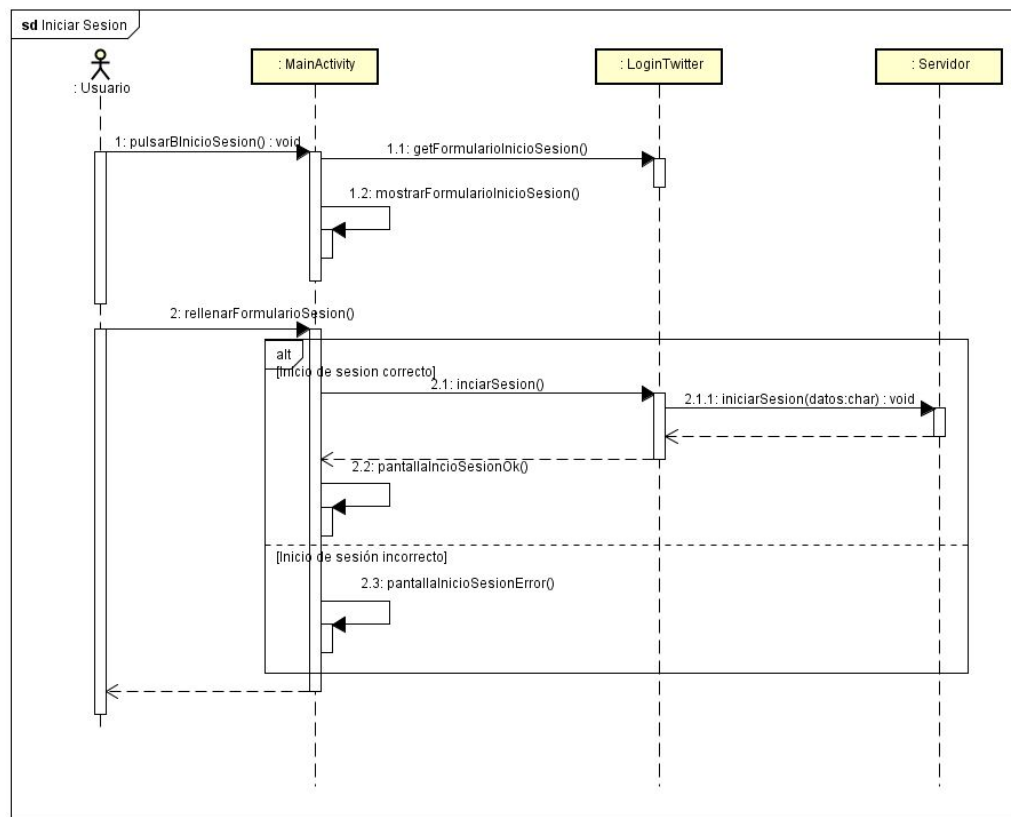 sd Iniciar Sesion
: Usuario
: MainActivity
: LoginTwitter
: Servidor
1: pulsarBInicioSesion() : void
1.1: getFormularioInicioSesion()
1.2: mostrarFormularioInicioSesion()
2: rellenarFormularioSesion()
alt
[Inicio de sesion correcto]
2.1: inciarSesion()
2.1.1: iniciarSesion(datos:char) : void
2.2: pantallaIncioSesionOk()
[Inicio de sesión incorrecto]
2.3: pantallaInicioSesionError()